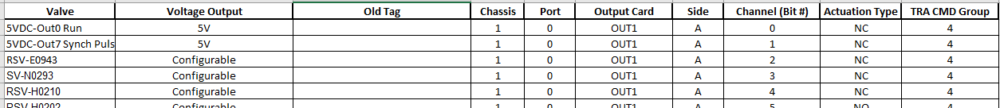 Valve Voltage Output Old Tag Chassis Port Output Card Side Channel (Bit #) Actuation Type TRA CMD Group
5VDC-Out0 Run 5V 1 0 OUT1 A 0 NC 4
5VDC-Out7 Synch Puls 5V 1 0 OUT1 A 1 NC 4
RSV-E0943 Configurable 1 0 OUT1 A 2 NC 4
SV-N0293 Configurable 1 0 OUT1 A 3 NC 4
RSV-H0210 Configurable 1 0 OUT1 A 4 NC 4
RSV-H0202 Configurable 1 0 OUT1 A 5 NO 4